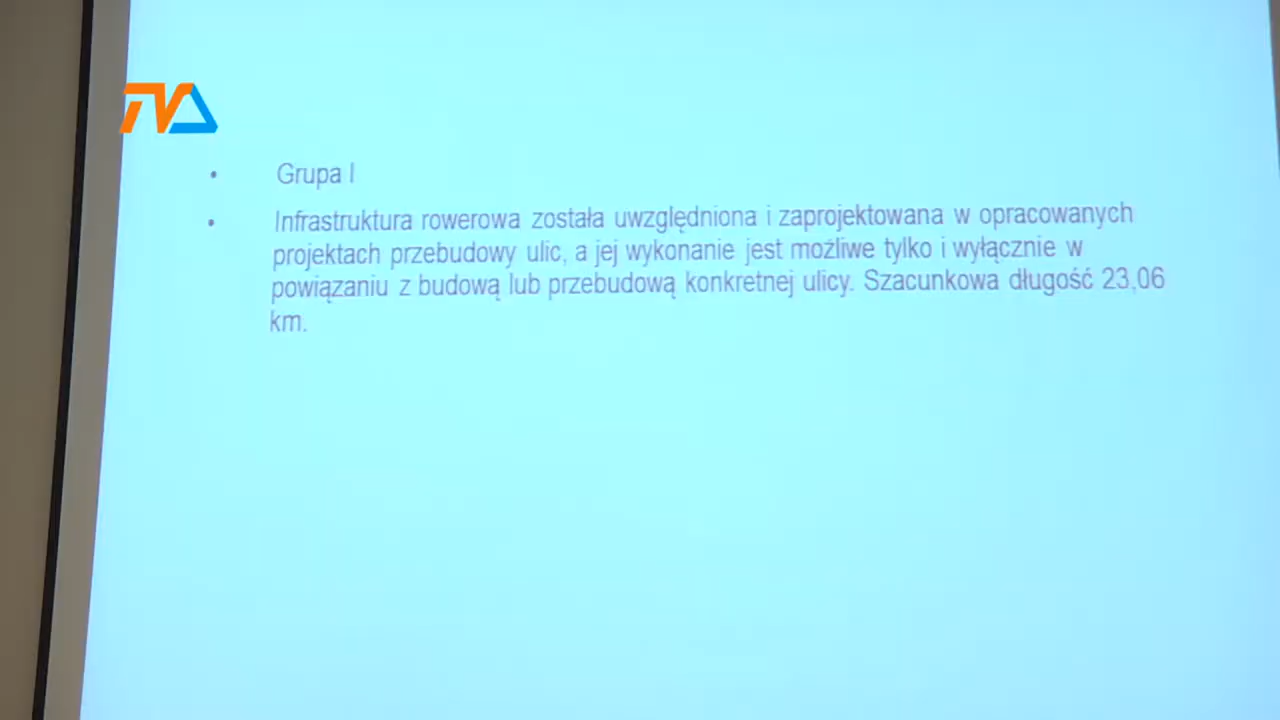 TVA
• Grupa I
• Infrastruktura rowerowa została uwzględniona i zaprojektowana w opracowanych
projektach przebudowy ulic, a jej wykonanie jest możliwe tylko i wyłącznie w
powiązaniu z budową lub przebudową konkretnej ulicy. Szacunkowa długość 23,06
km.